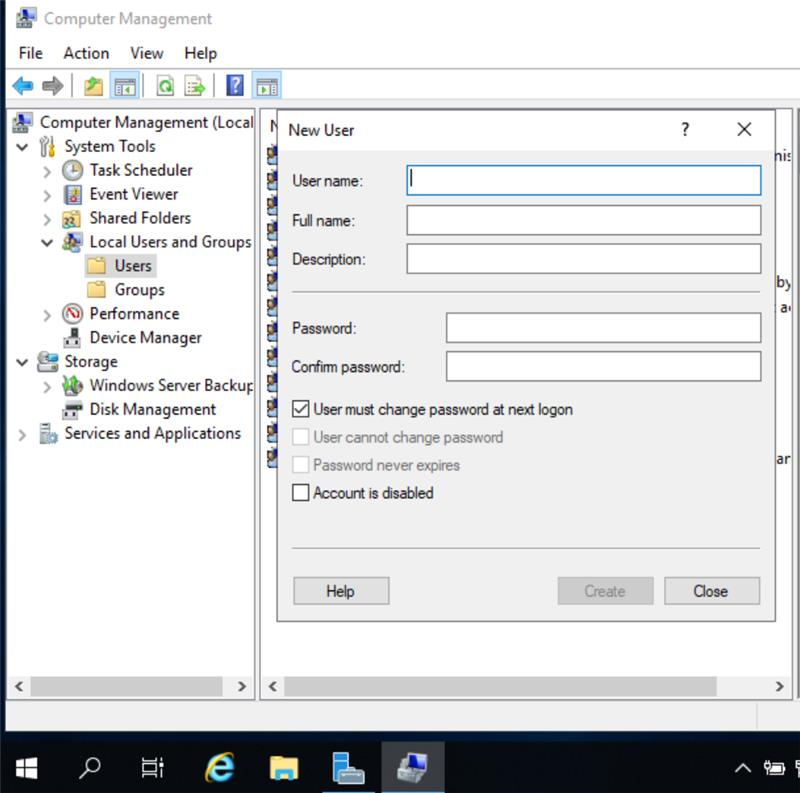 Computer Management
File Action View Help
Computer Management (Local
System Tools
Task Scheduler
Event Viewer
Shared Folders
Local Users and Groups
Users
Groups
Performance
Device Manager
Storage
Windows Server Backup
Disk Management
Services and Applications
New User
?
User name:
Full name:
Description:
Password:
Confirm password:
User must change password at next logon
User cannot change password
Password never expires
Account is disabled
Help Create Close
by